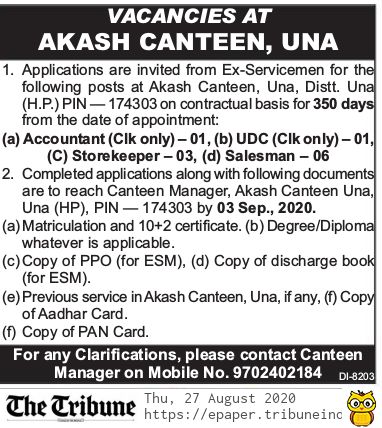 VACANCIES AT
AKASH CANTEEN, UNA
1. Applications are invited from Ex-Servicemen for the
following posts at Akash Canteen, Una, Distt. Una
(H.P.) PIN — 174303 on contractual basis for 350 days
from the date of appointment:
(a) Accountant (Clk only) – 01, (b) UDC (Clk only) – 01,
(C) Storekeeper – 03, (d) Salesman – 06
2. Completed applications along with following documents
are to reach Canteen Manager, Akash Canteen Una,
Una (HP), PIN — 174303 by 03 Sep., 2020.
(a) Matriculation and 10+2 certificate. (b) Degree/Diploma
whatever is applicable.
(c) Copy of PPO (for ESM), (d) Copy of discharge book
(for ESM).
(e) Previous service in Akash Canteen, Una, if any, (f) Copy
of Aadhar Card.
(f) Copy of PAN Card.
For any Clarifications, please contact Canteen
Manager on Mobile No. 9702402184 DI-8203
The Tribune
Thu, 27 August 2020
https://epaper.tribuneind